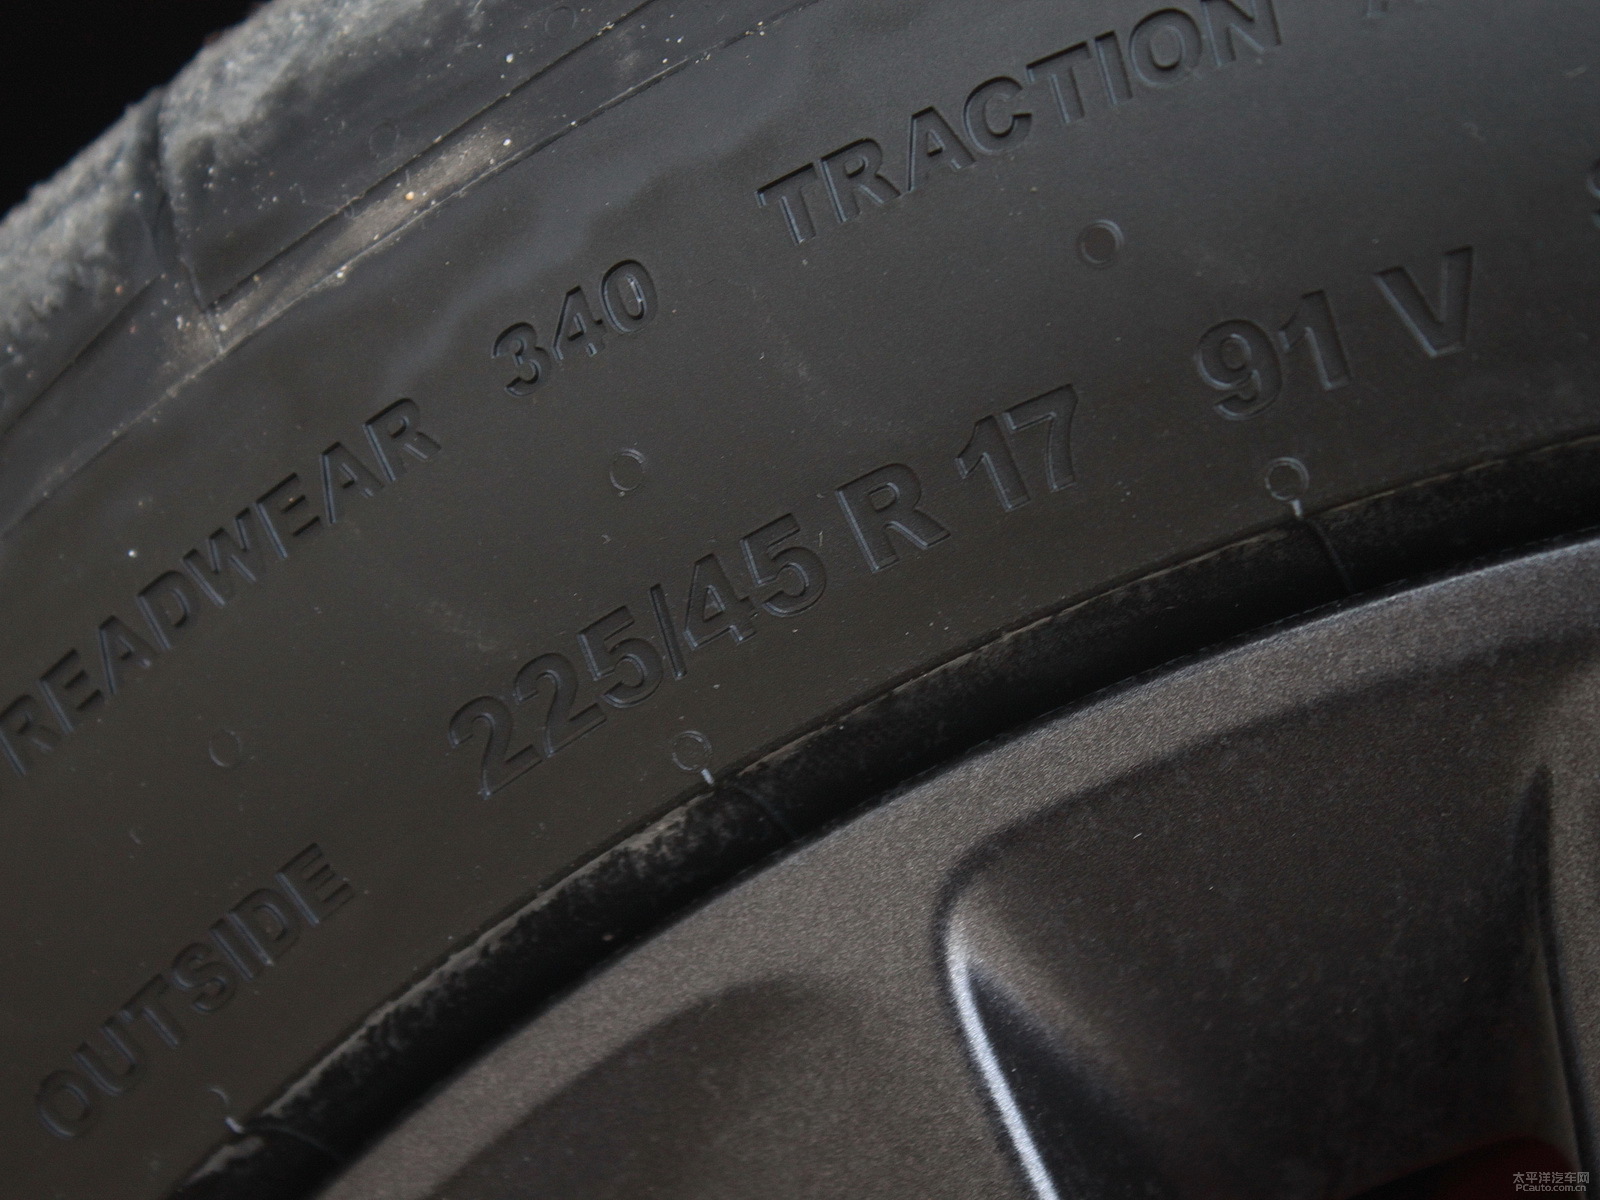 READWEAR 340 TRACTION
225/45 R 17 91 V
OUTSIDE
太平洋汽车网
PCauto.com.cn